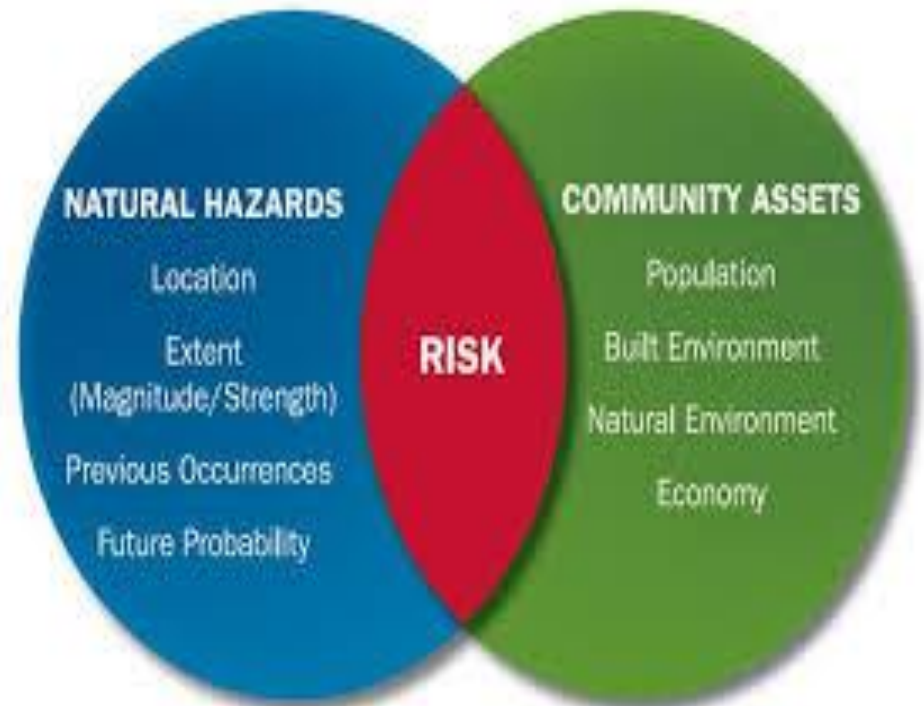 NATURAL HAZARDS
Location
Extent
(Magnitude/Strength)
Previous Occurrences
Future Probability
RISK
COMMUNITY ASSETS
Population
Built Environment
Natural Environment
Economy